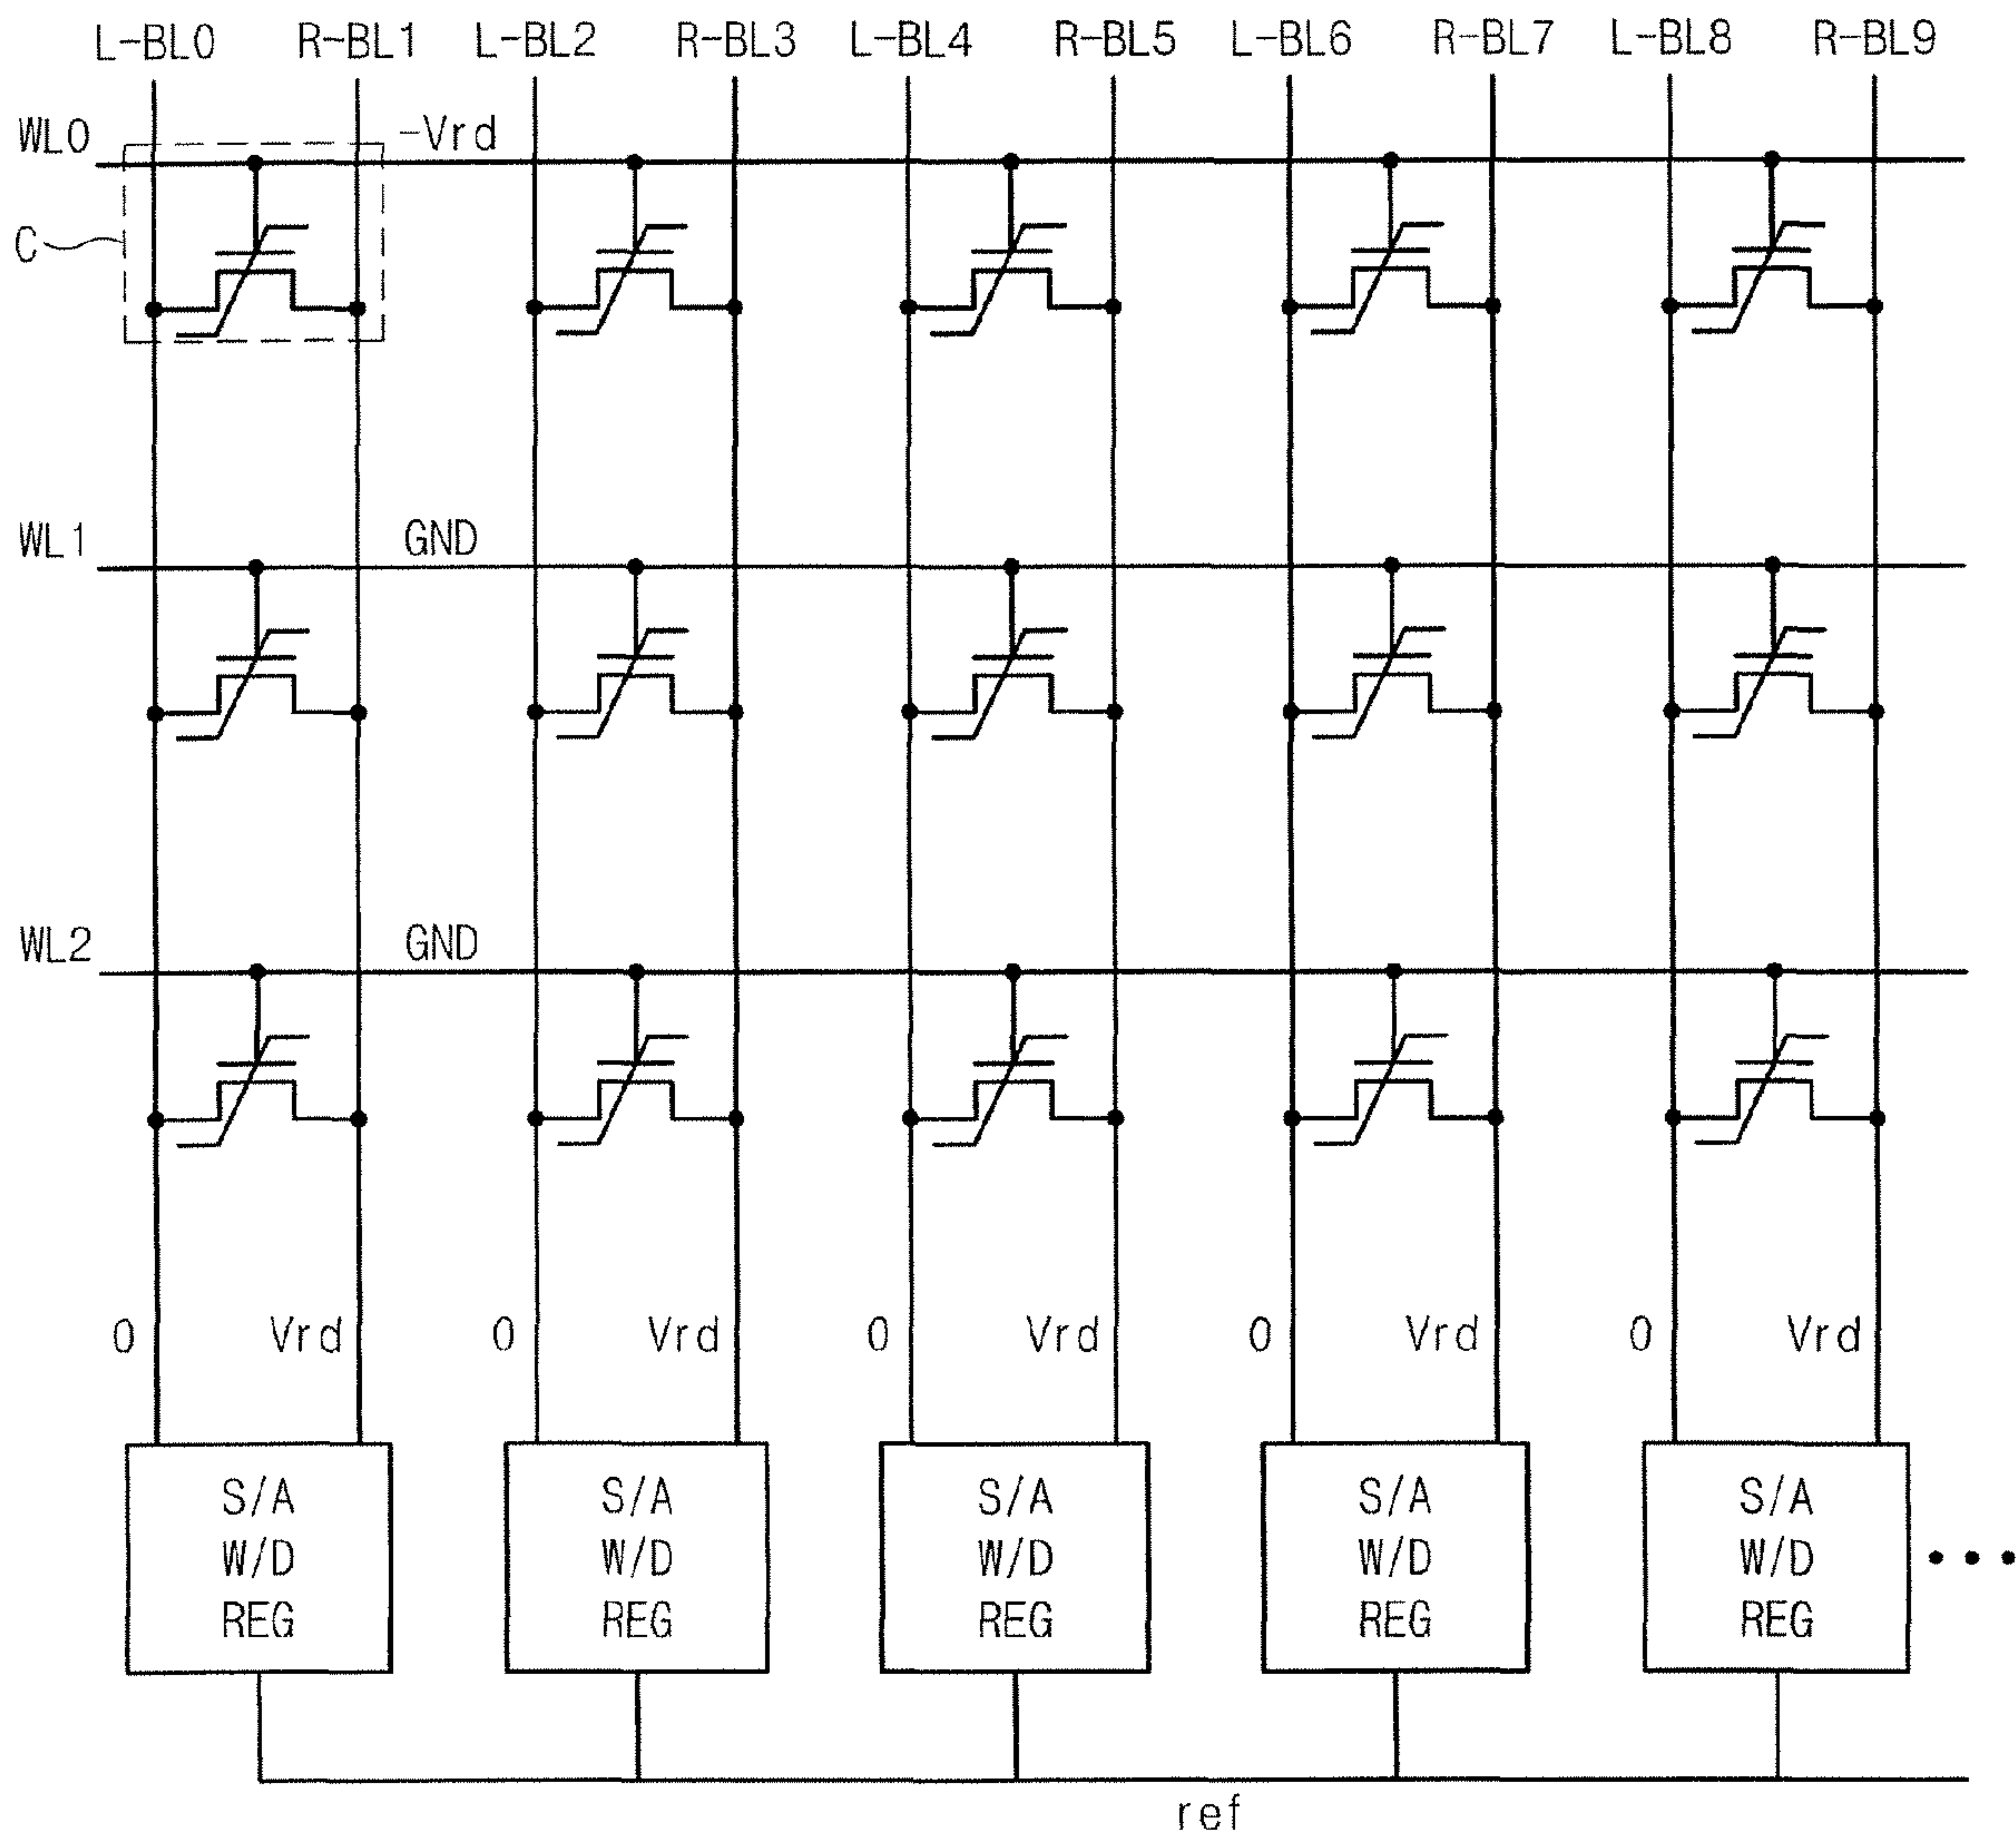 L-BL0 R-BL1 L-BL2 R-BL3 L-BL4 R-BL5 L-BL6 R-BL7 L-BL8 R-BL9
WL0 -Vrd
C
WL1 GND
WL2 GND
0 Vrd 0 Vrd 0 Vrd 0 Vrd 0 Vrd
S/A S/A S/A S/A S/A
W/D W/D W/D W/D W/D
REG REG REG REG REG
ref